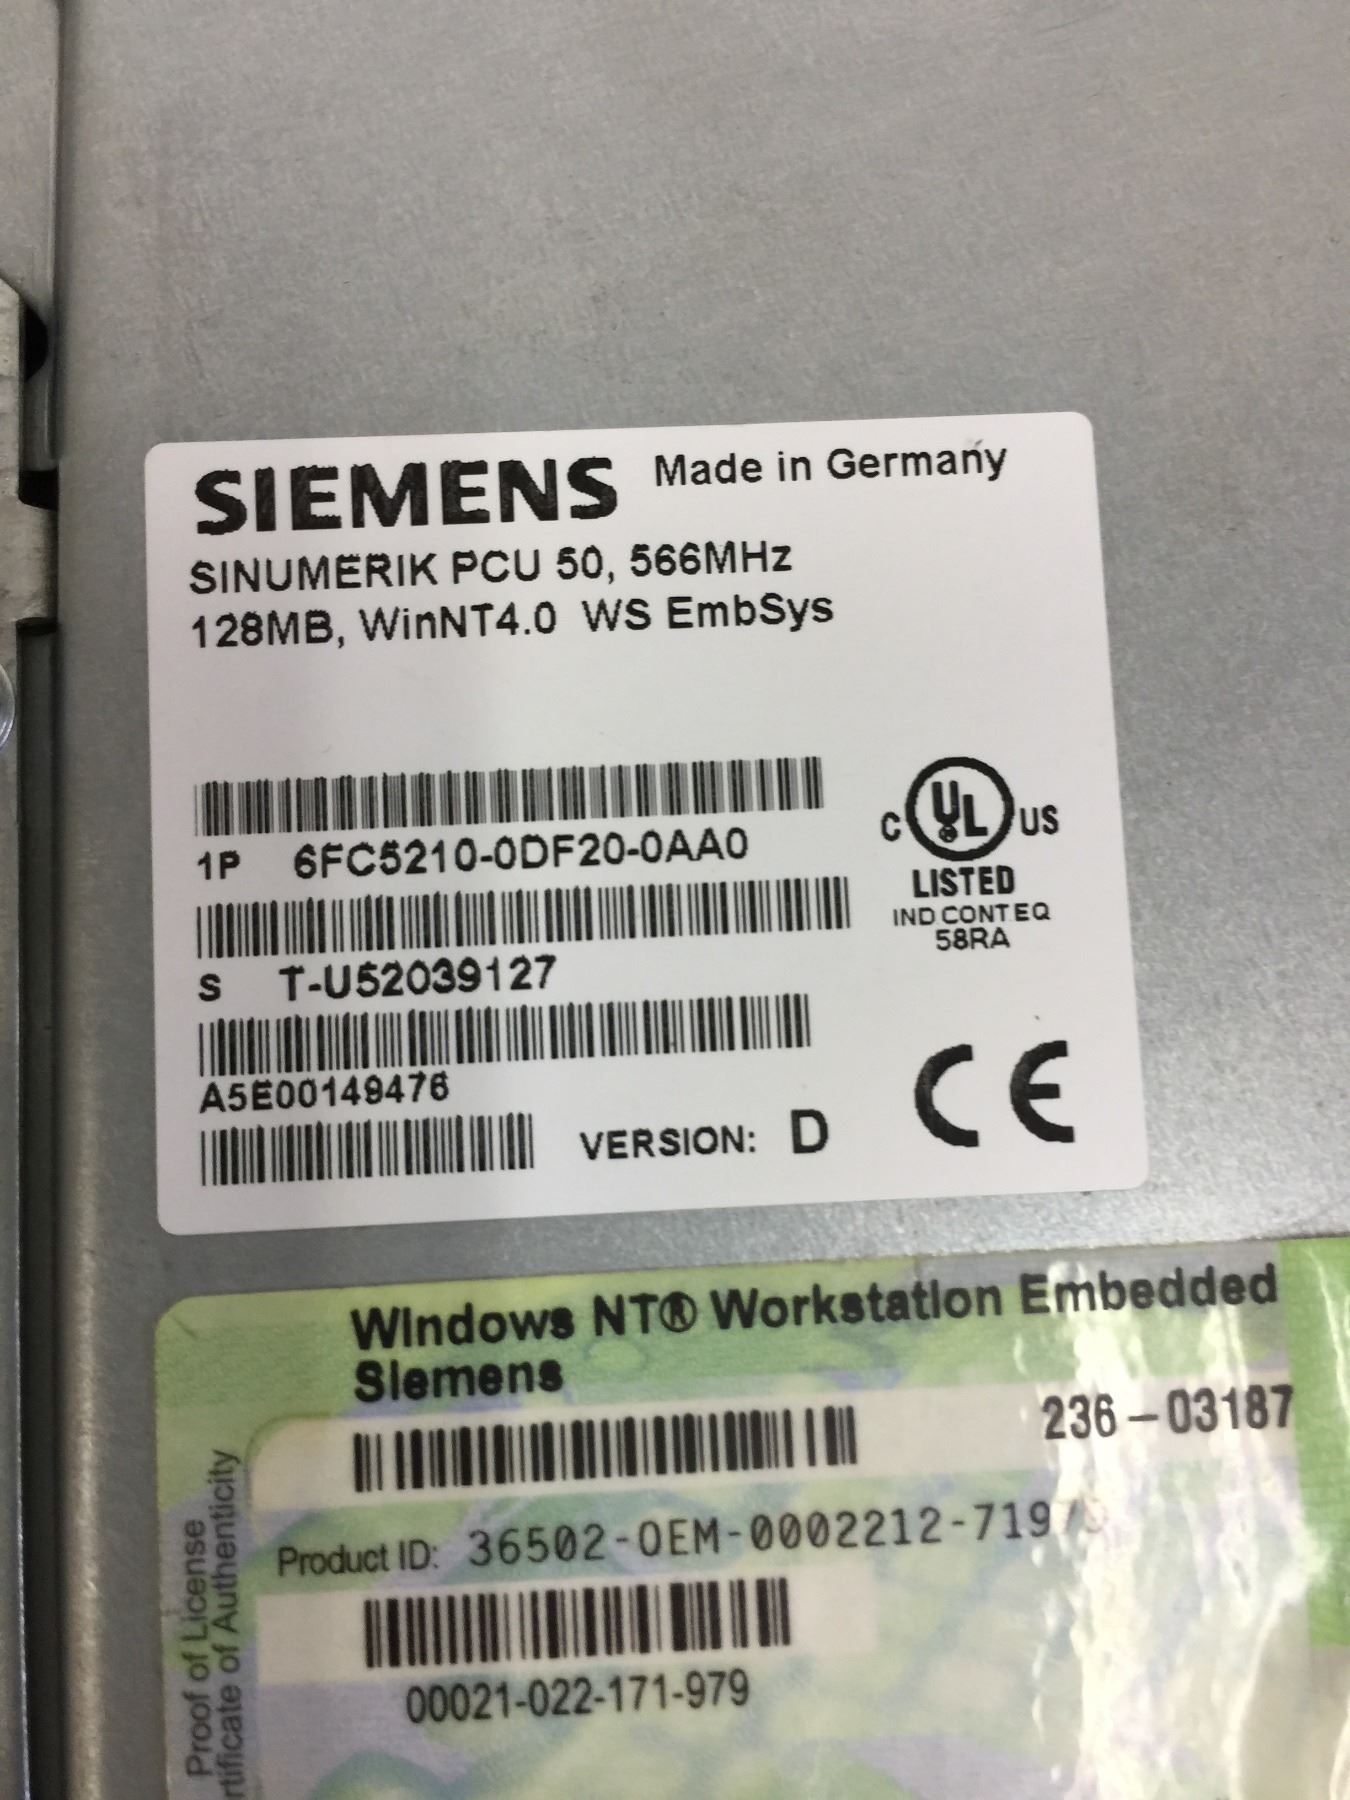 SIEMENS Made in Germany
SINUMERIK PCU 50, 566MHz
128MB, WinNT4.0 WS EmbSys
1P 6FC5210-0DF20-0AA0
C UL US
LISTED
IND CONT EQ
58RA
S T-U52039127
A5E00149476
VERSION: D
CE
Windows NT® Workstation Embedded
Siemens
236-03187
Product ID: 36502-OEM-0002212-71979
00021-022-171-979
Proof of License
rtificate of Authenticity